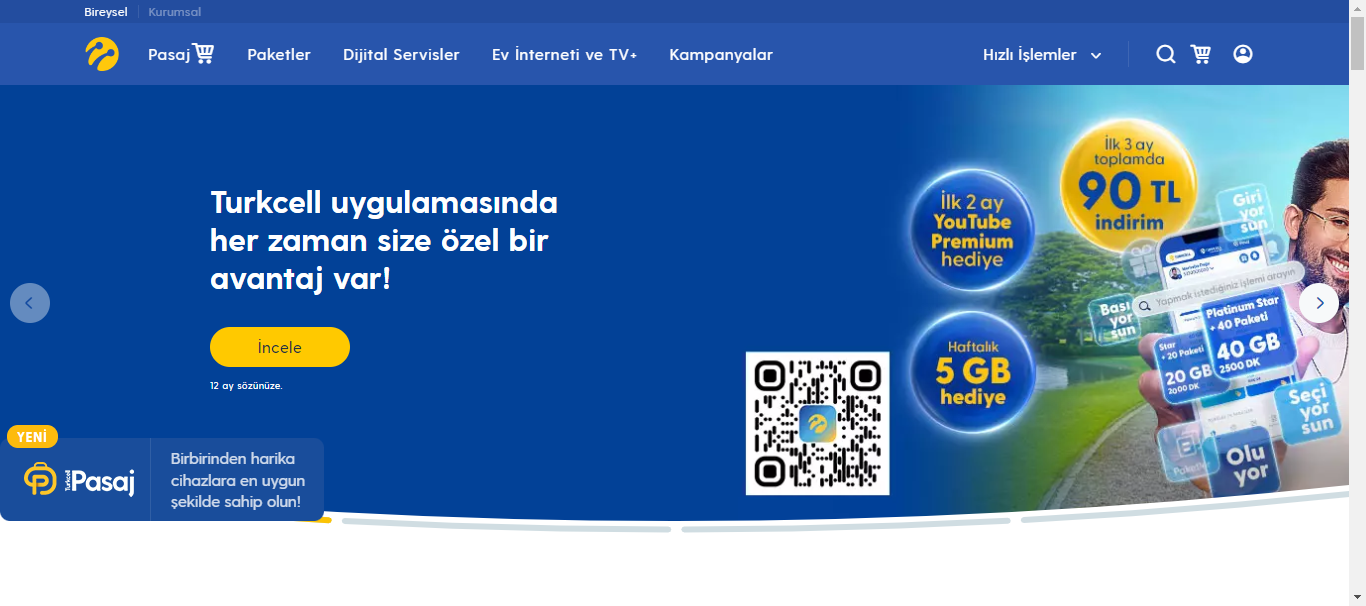 Bireysel
Kurumsal
Pasaj
Paketler
Dijital Servisler
Ev İnterneti ve TV+
Kampanyalar
Hızlı İşlemler
Turkcell uygulamasında
her zaman size özel bir
avantaj var!
İncele
12 ay sözünüze.
İlk 2 ay
YouTube
Premium
hediye
İlk 3 ay
toplamda
90 TL
indirim
Haftalık
5 GB
hediye
Giri
yor
sun
Yapmak istediğiniz işlemi arayın
Bası
yor
sun
Star
+ 20 Paketi
20 GB
2000 DK
Platinum Star
+ 40 Paketi
40 GB
2500 DK
Seçi
yor
sun
Olu
yor
YENİ
Turkcell
Pasaj
Birbirinden harika
cihazlara en uygun
şekilde sahip olun!